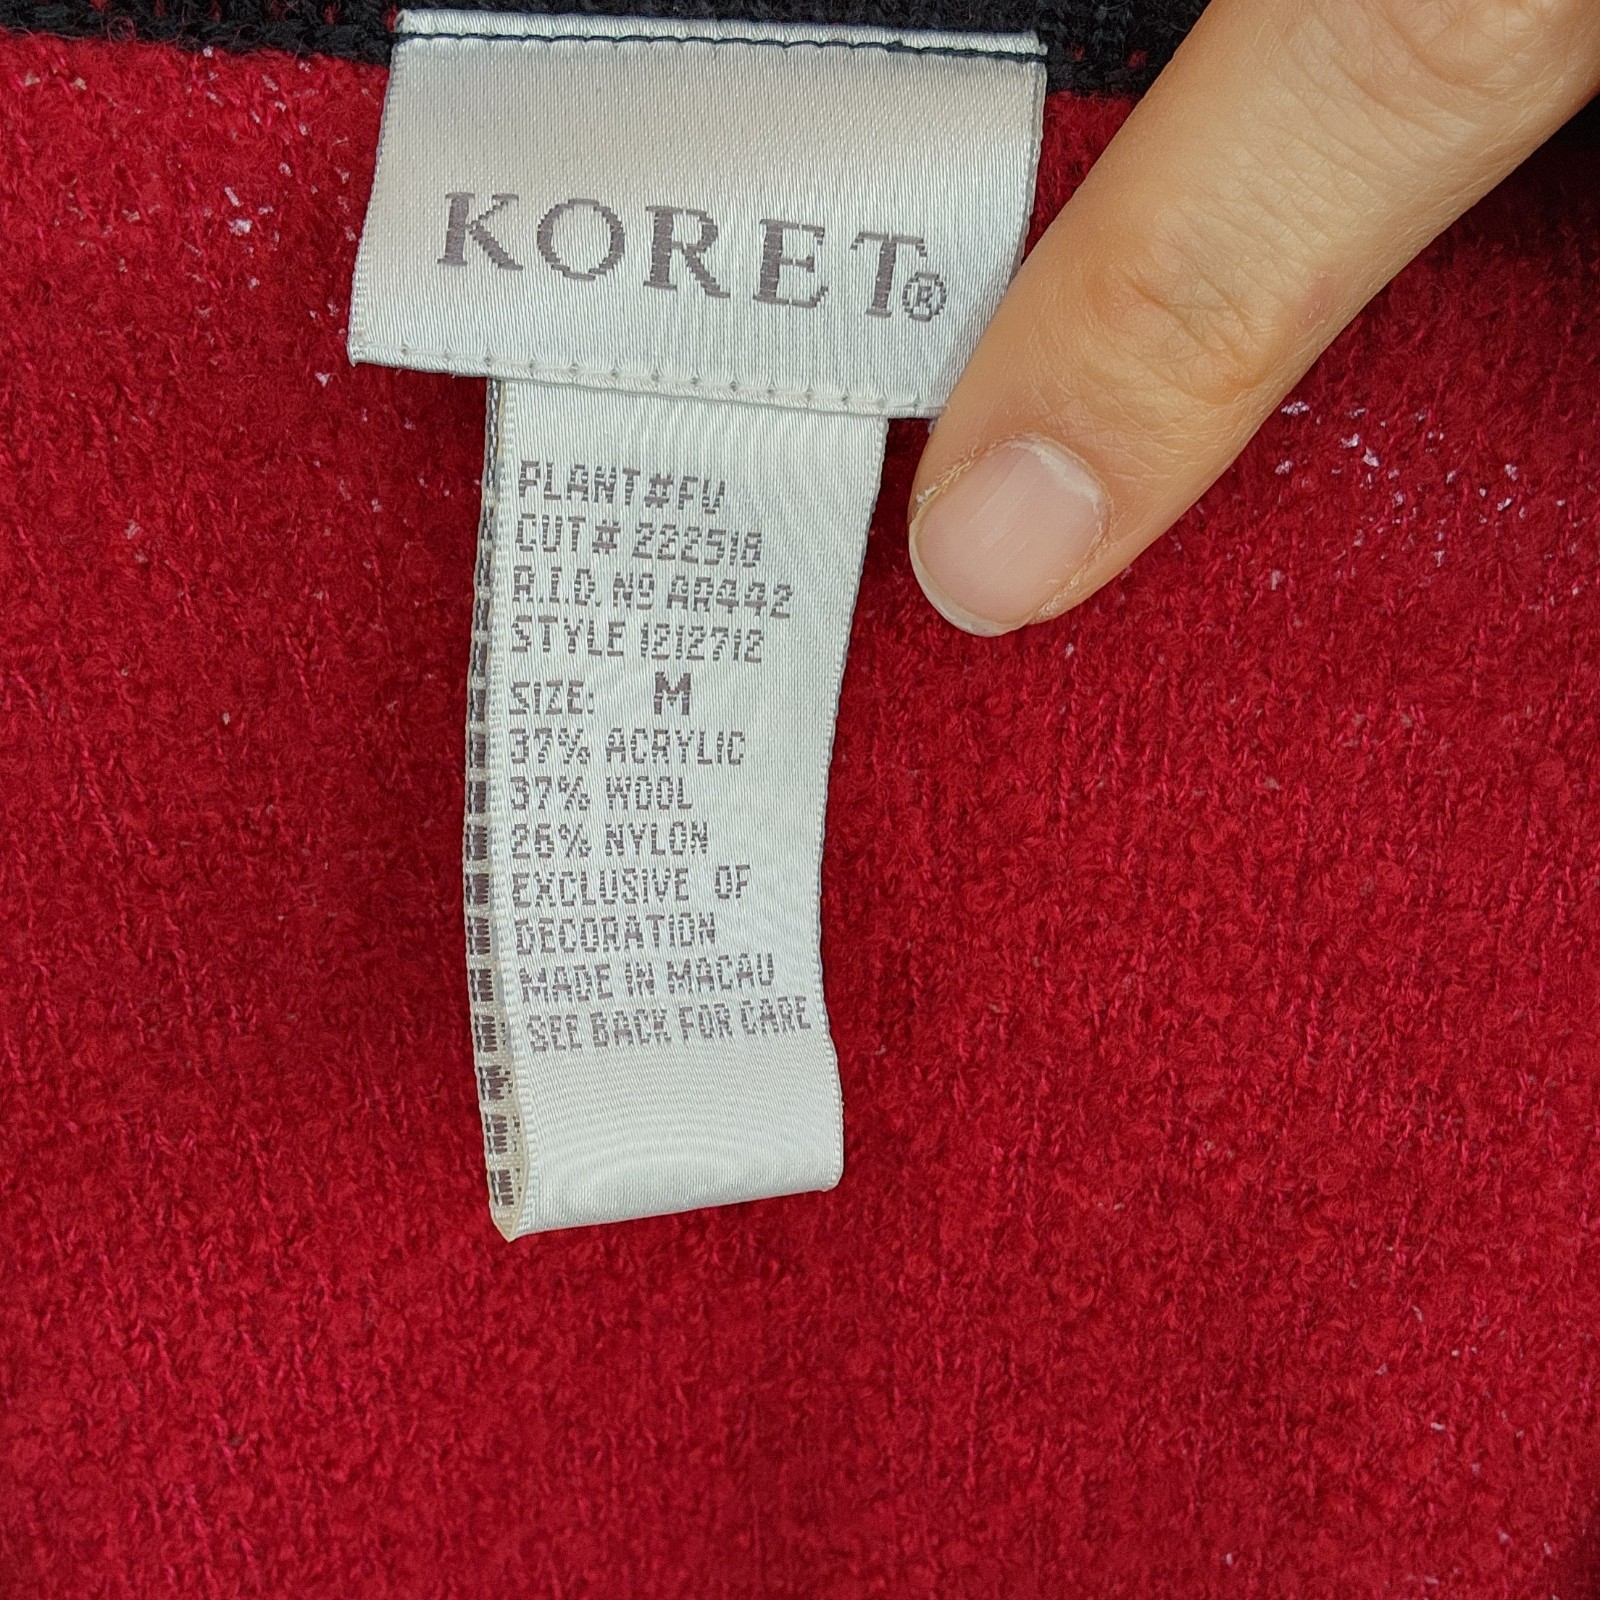 KORET®
PLANT#FV
CUT# 222518
R.I.D. Nº AR442
STYLE 1212712
SIZE: M
37% ACRYLIC
37% WOOL
26% NYLON
EXCLUSIVE OF
DECORATION
MADE IN MACAU
SEE BACK FOR CARE